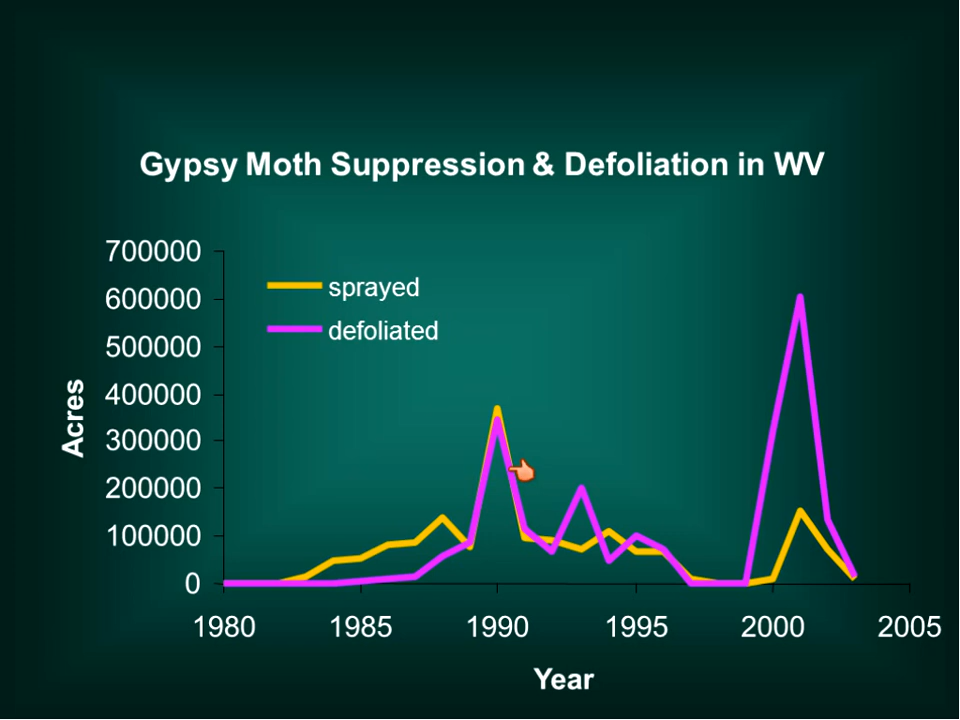 Gypsy Moth Suppression & Defoliation in WV
700000
600000
500000
400000
300000
200000
100000
0
sprayed
defoliated
Acres
1980 1985 1990 1995 2000 2005
Year